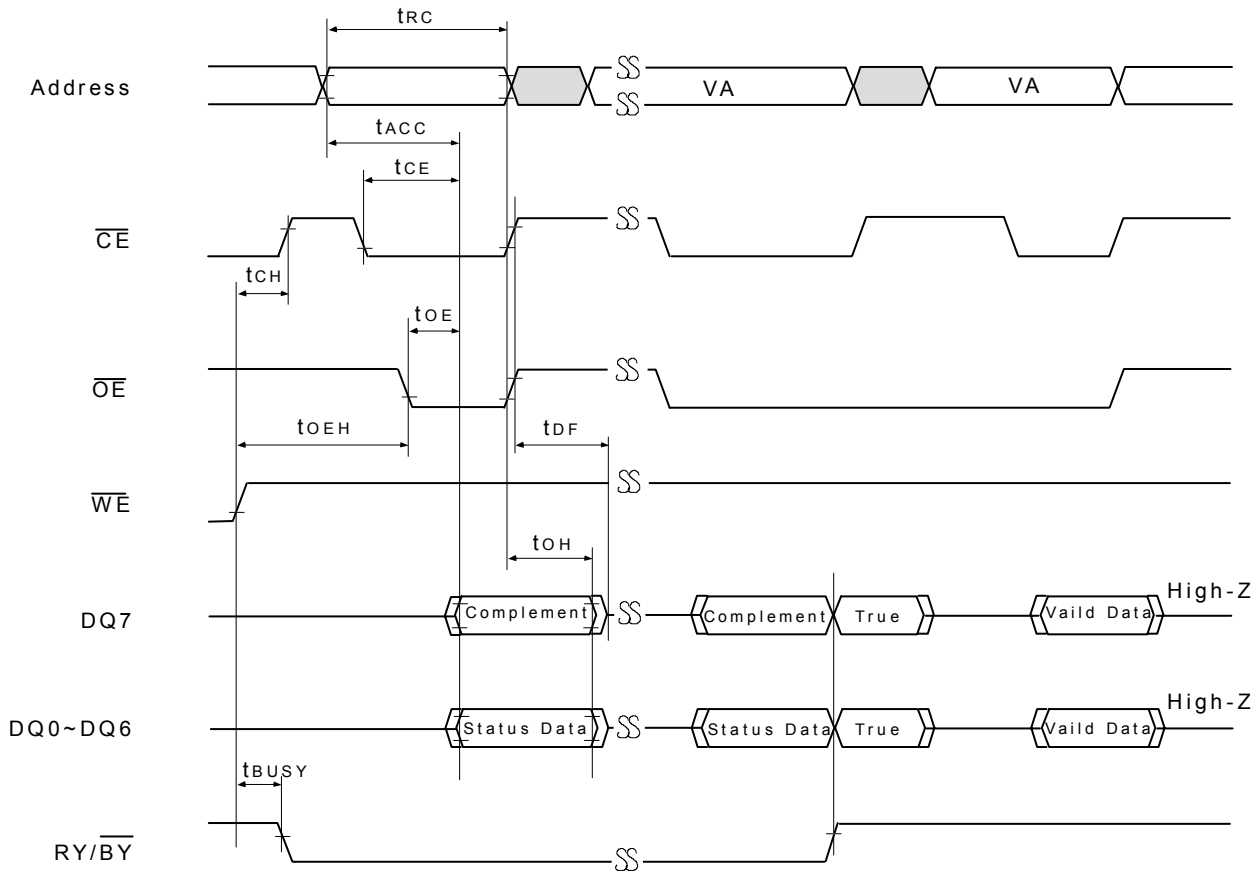 tRC
Address
VA
VA
tACC
tCE
CE
tCH
tOE
OE
tOEH
tDF
WE
tOH
DQ7
Complement
Complement
True
Vaild Data
High-Z
DQ0~DQ6
Status Data
Status Data
True
Vaild Data
High-Z
tBUSY
RY/BY